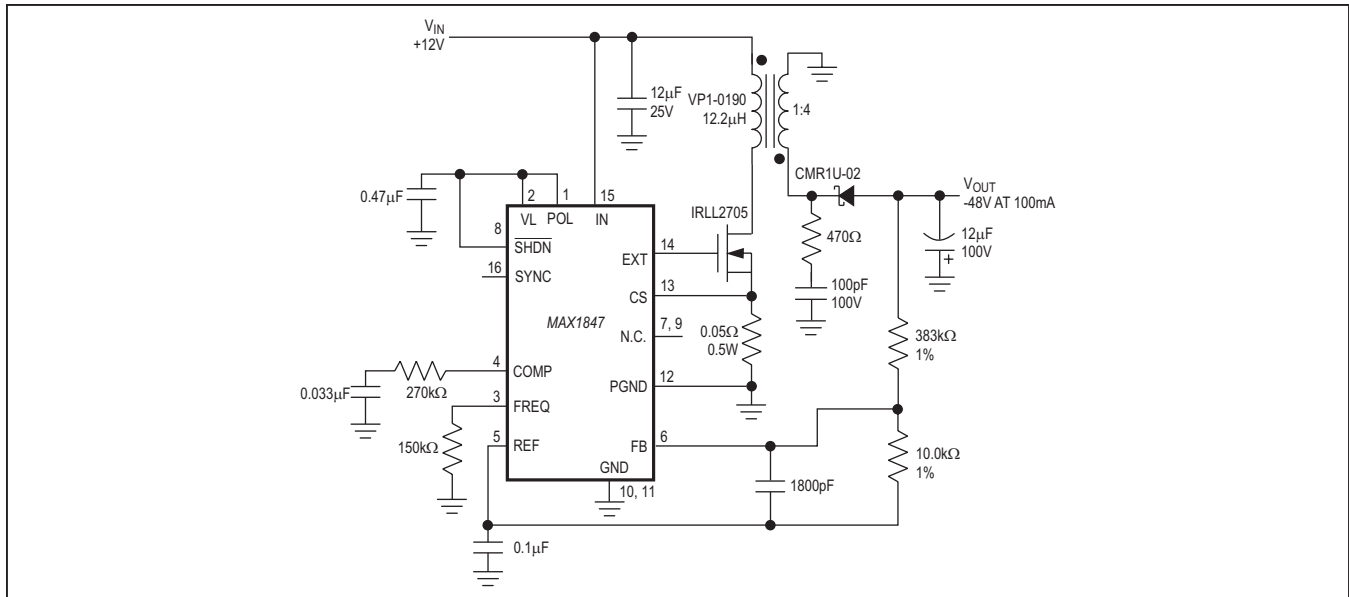 VIN
+12V
12µF
25V
VP1-0190
12.2µH
1:4
CMR1U-02
VOUT
-48V AT 100mA
0.47µF
2
1
15
VL
POL
IN
IRLL2705
470Ω
12µF
100V
+
8
SHDN
14
EXT
16
SYNC
13
CS
100pF
100V
MAX1847
7, 9
N.C.
0.05Ω
0.5W
383kΩ
1%
4
COMP
12
PGND
0.033µF
270kΩ
3
FREQ
5
REF
6
FB
150kΩ
10.0kΩ
1%
GND
10, 11
1800pF
0.1µF